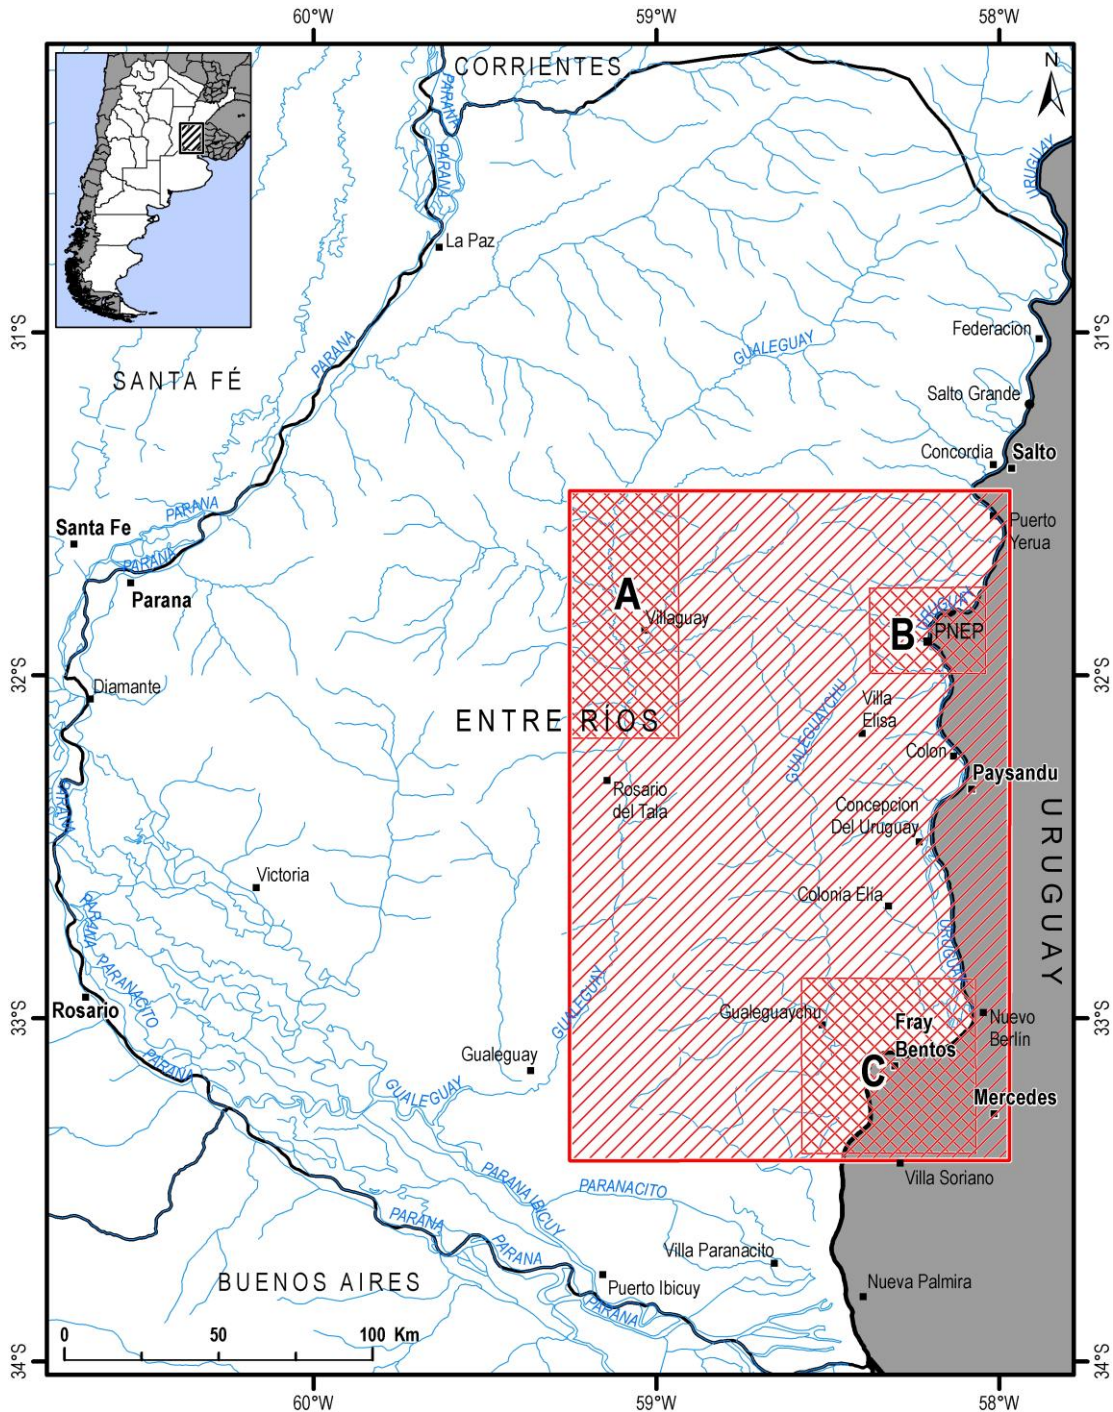 60°W
59°W
58°W
N
CORRIENTES
PARANA
PARANA
URUGUAY
La Paz
31°S
31°S
Federacion
GUALEGUAY
PARANA
SANTA FÉ
Salto Grande
Concordia
Salto
PARANA
Santa Fe
Puerto
Yerua
PARANA
Parana
A
Villaguay
URUGUAY
B
PNEP
32°S
32°S
Diamante
Villa
Elisa
ENTRE RÍOS
GUALEGUAYCHU
Colon
Paysandu
Rosario
del Tala
Concepcion
Del Uruguay
PARANA
URUGUAY
Victoria
Colonia Elia
PARANA
URUGUAY
PARANACITO
Rosario
GUALEGUAY
33°S
33°S
Gualeguaychu
Fray
Bentos
Nuevo
Berlin
Gualeguay
PARANA
C
GUALEGUAY
Mercedes
Villa Soriano
PARANA IBICUY
PARANACITO
PARANA
PARANA
Villa Paranacito
BUENOS AIRES
Puerto Ibicuy
Nueva Palmira
PARANA
0 50 100 Km
34°S
34°S
60°W
59°W
58°W